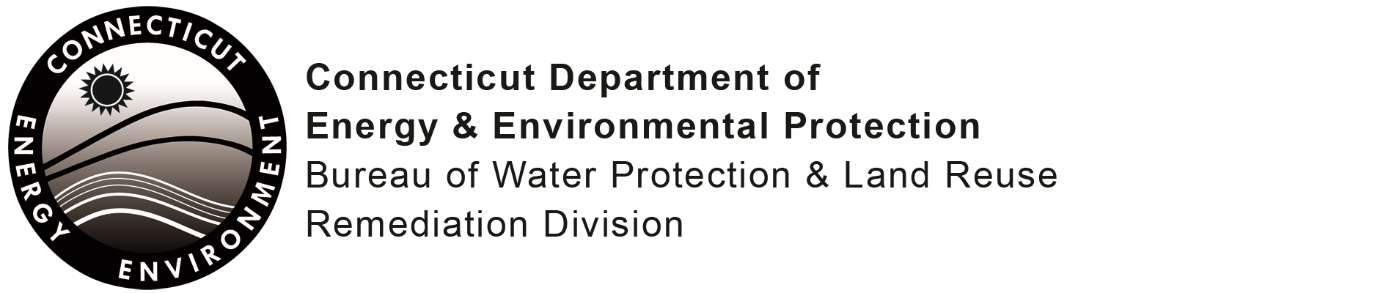 CONNECTICUT
ENERGY
ENVIRONMENT
Connecticut Department of
Energy & Environmental Protection
Bureau of Water Protection & Land Reuse
Remediation Division